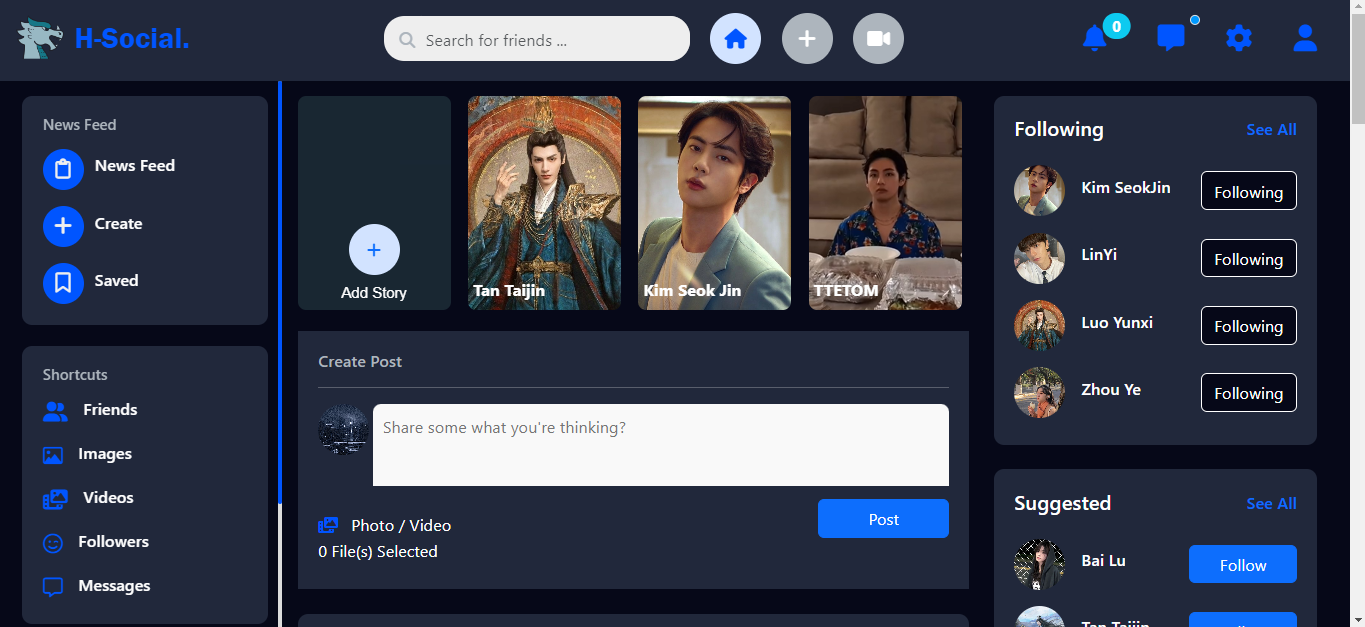 H-Social.
Search for friends ...
0
News Feed
News Feed
Create
Saved
Shortcuts
Friends
Images
Videos
Followers
Messages
Add Story
Tan Taijin
Kim Seok Jin
TTETOM
Create Post
Share some what you're thinking?
Photo / Video
0 File(s) Selected
Post
Following See All
Kim SeokJin Following
LinYi Following
Luo Yunxi Following
Zhou Ye Following
Suggested See All
Bai Lu Follow
Tan Taijin